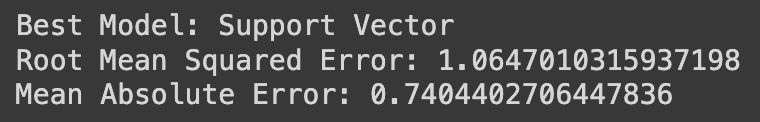 Best Model: Support Vector
Root Mean Squared Error: 1.0647010315937198
Mean Absolute Error: 0.7404402706447836